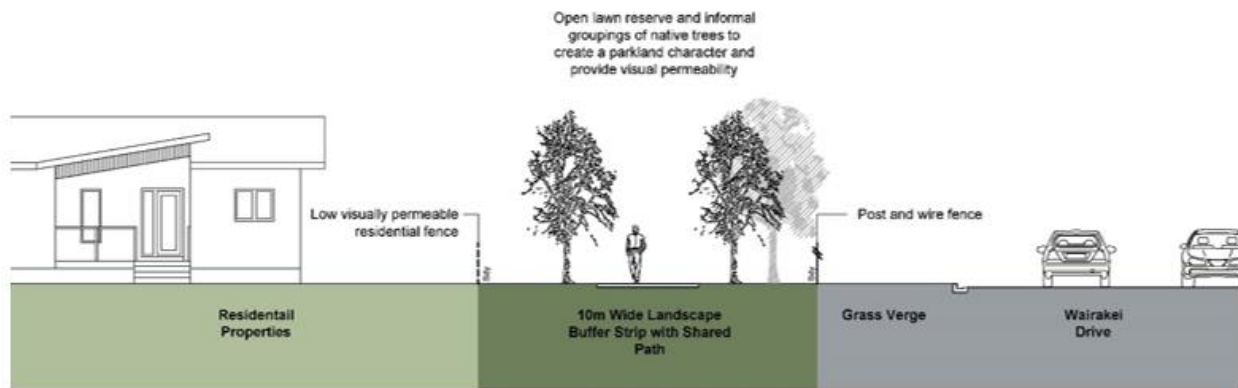 Open lawn reserve and informal
groupings of native trees to
create a parkland character and
provide visual permeability
Low visually permeable
residential fence
Post and wire fence
Bdy
Bdy
Residentail
Properties
10m Wide Landscape
Buffer Strip with Shared
Path
Grass Verge
Wairakei
Drive